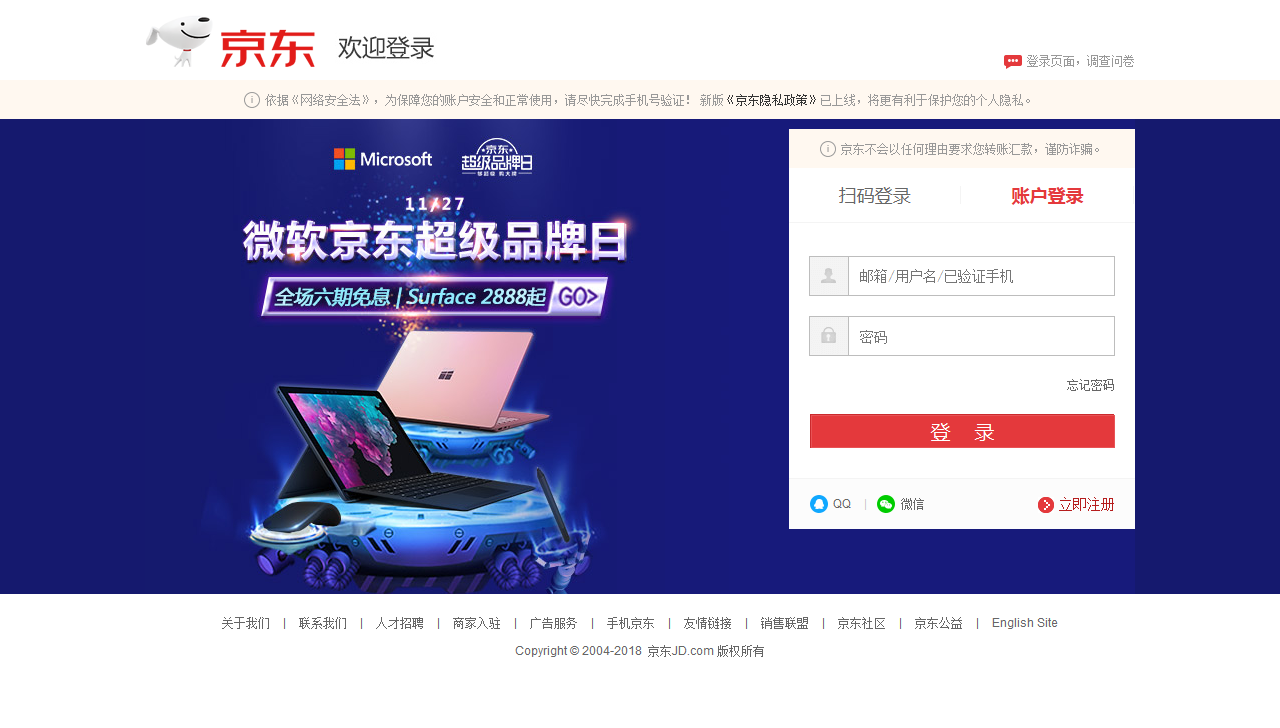 京东 欢迎登录
登录页面，调查问卷
依据《网络安全法》，为保障您的账户安全和正常使用，请尽快完成手机号验证！ 新版《京东隐私政策》已上线，将更有利于保护您的个人隐私。
Microsoft 京东 超级品牌日
够超级 购大牌
11/27
微软京东超级品牌日
全场六期免息 | Surface 2888起 GO>
京东不会以任何理由要求您转账汇款，谨防诈骗。
扫码登录 账户登录
邮箱/用户名/已验证手机
密码
忘记密码
登 录
QQ | 微信 立即注册
关于我们 | 联系我们 | 人才招聘 | 商家入驻 | 广告服务 | 手机京东 | 友情链接 | 销售联盟 | 京东社区 | 京东公益 | English Site
Copyright © 2004-2018 京东JD.com 版权所有